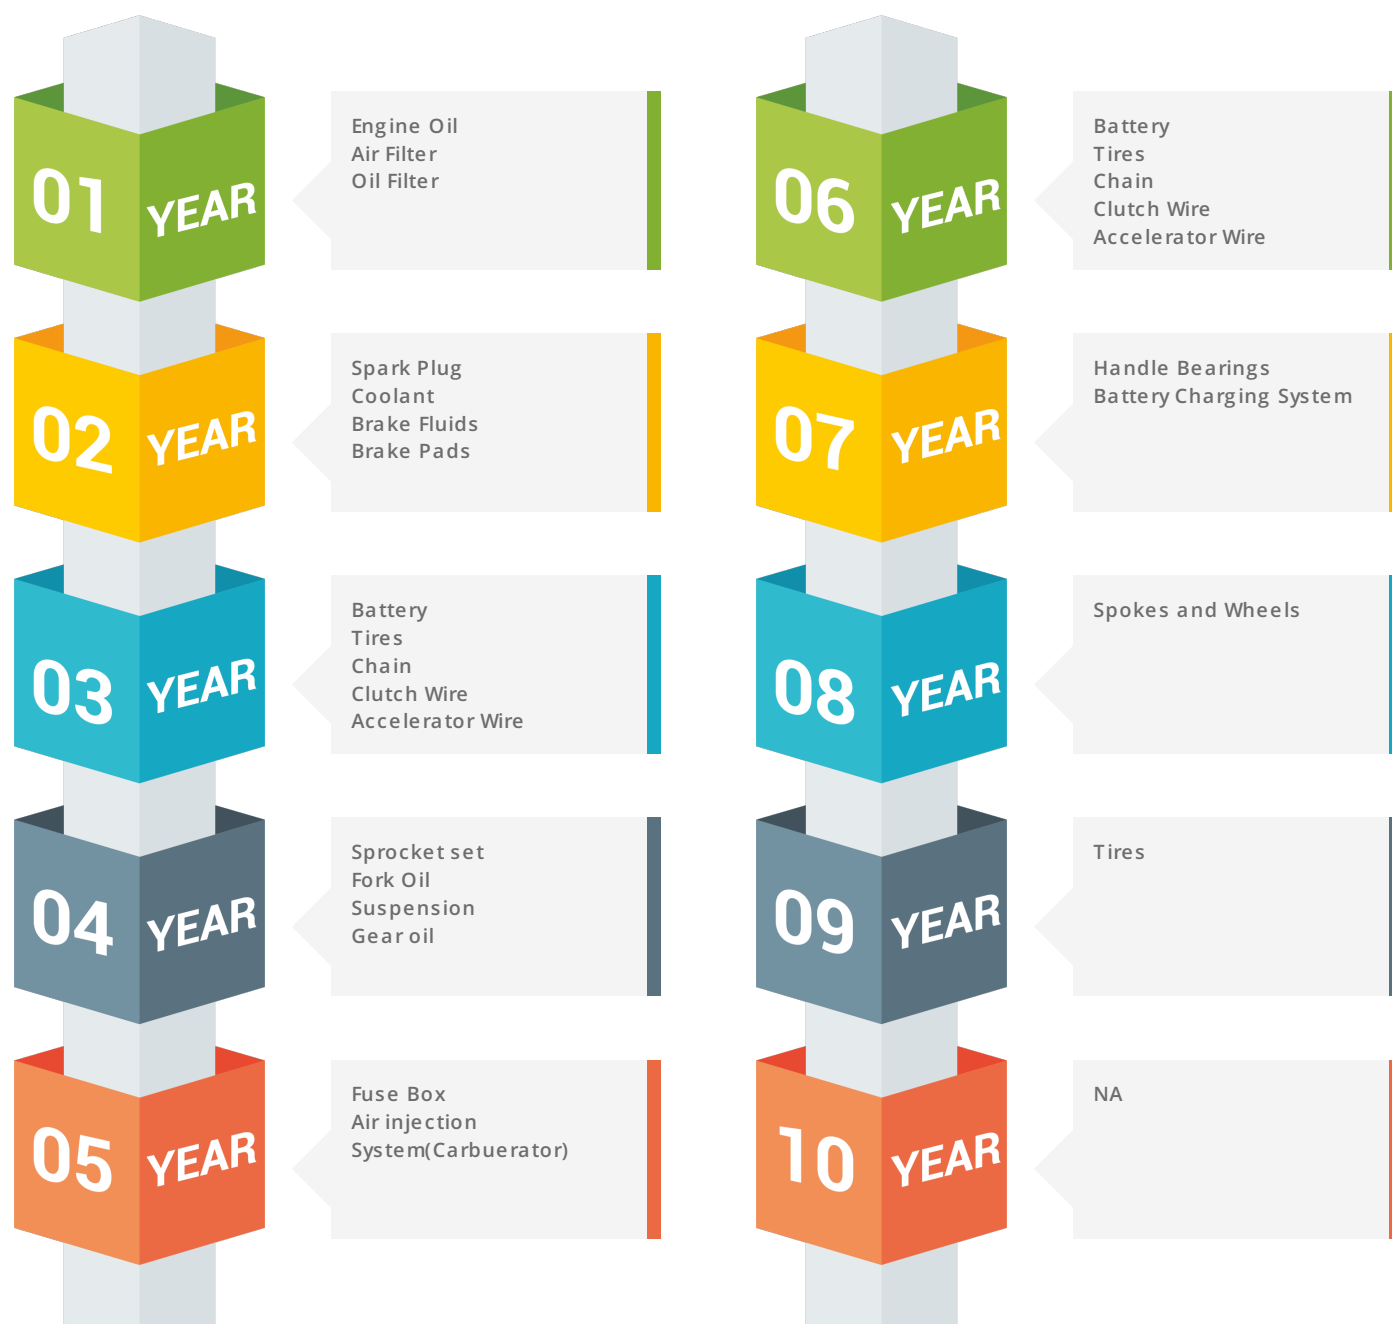 01 YEAR
Engine Oil
Air Filter
Oil Filter
02 YEAR
Spark Plug
Coolant
Brake Fluids
Brake Pads
03 YEAR
Battery
Tires
Chain
Clutch Wire
Accelerator Wire
04 YEAR
Sprocket set
Fork Oil
Suspension
Gear oil
05 YEAR
Fuse Box
Air injection
System(Carbuerator)
06 YEAR
Battery
Tires
Chain
Clutch Wire
Accelerator Wire
07 YEAR
Handle Bearings
Battery Charging System
08 YEAR
Spokes and Wheels
09 YEAR
Tires
10 YEAR
NA